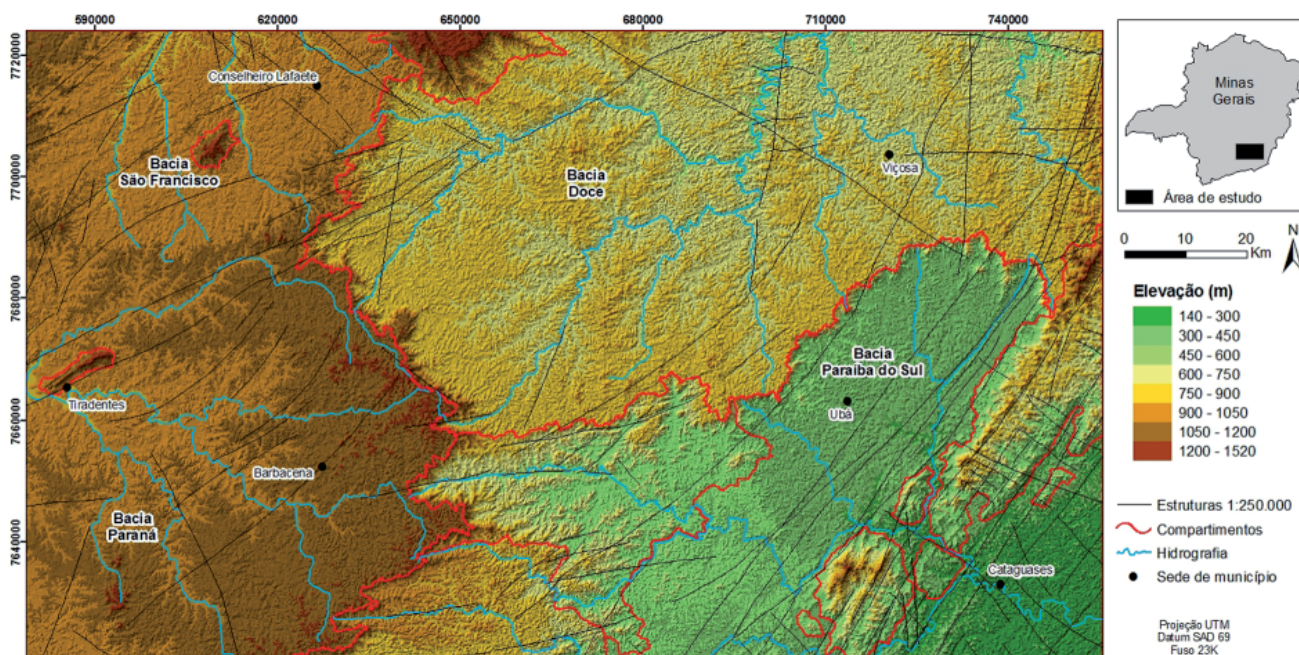 590000
620000
650000
680000
710000
740000
7720000
7700000
7680000
7660000
7640000
Conselheiro Lafaete
Bacia
São Francisco
Bacia
Doce
Viçosa
Bacia
Paraiba do Sul
Ubá
Tiradentes
Barbacena
Bacia
Paraná
Cataguases
Minas
Gerais
Área de estudo
0 10 20
Km
N
Elevação (m)
140 - 300
300 - 450
450 - 600
600 - 750
750 - 900
900 - 1050
1050 - 1200
1200 - 1520
Estruturas 1:250.000
Compartimentos
Hidrografia
Sede de município
Projeção UTM
Datum SAD 69
Fuso 23K